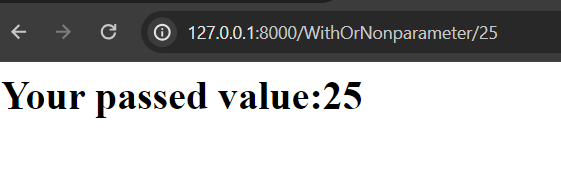 127.0.0.1:8000/WithOrNonparameter/25
Your passed value:25